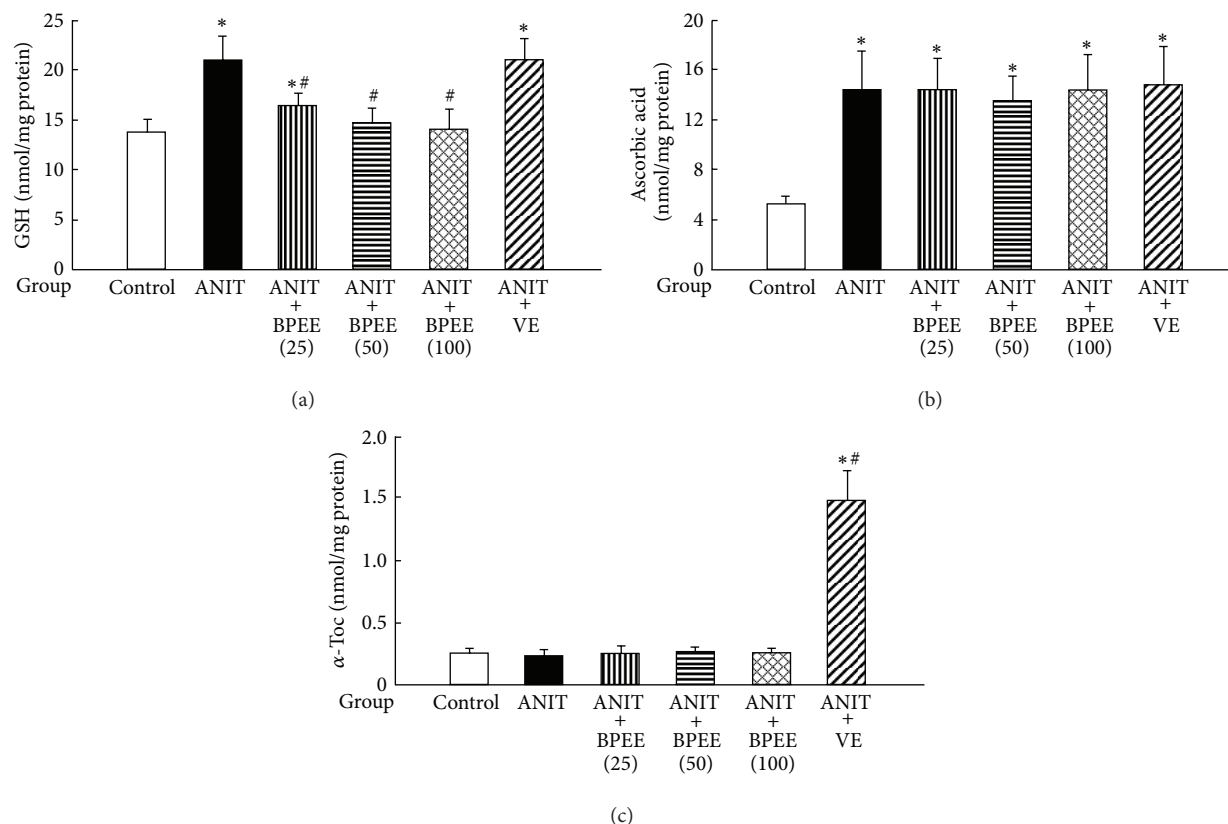 25
20
15
10
5
0
GSH (nmol/mg protein)
*
*#
#
#
*
Group
Control
ANIT
ANIT
+
BPEE
(25)
ANIT
+
BPEE
(50)
ANIT
+
BPEE
(100)
ANIT
+
VE
(a)
20
16
12
8
4
0
Ascorbic acid
(nmol/mg protein)
*
*
*
*
*
Group
Control
ANIT
ANIT
+
BPEE
(25)
ANIT
+
BPEE
(50)
ANIT
+
BPEE
(100)
ANIT
+
VE
(b)
2.0
1.5
1.0
0.5
0
α-Toc (nmol/mg protein)
*#
Group
Control
ANIT
ANIT
+
BPEE
(25)
ANIT
+
BPEE
(50)
ANIT
+
BPEE
(100)
ANIT
+
VE
(c)